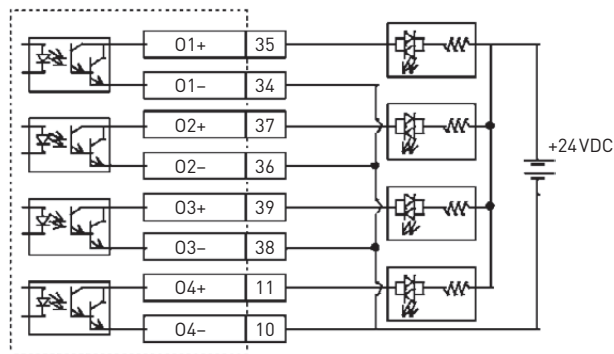 O1+ 35
O1– 34
O2+ 37
O2– 36
+24VDC
O3+ 39
O3– 38
O4+ 11
O4– 10